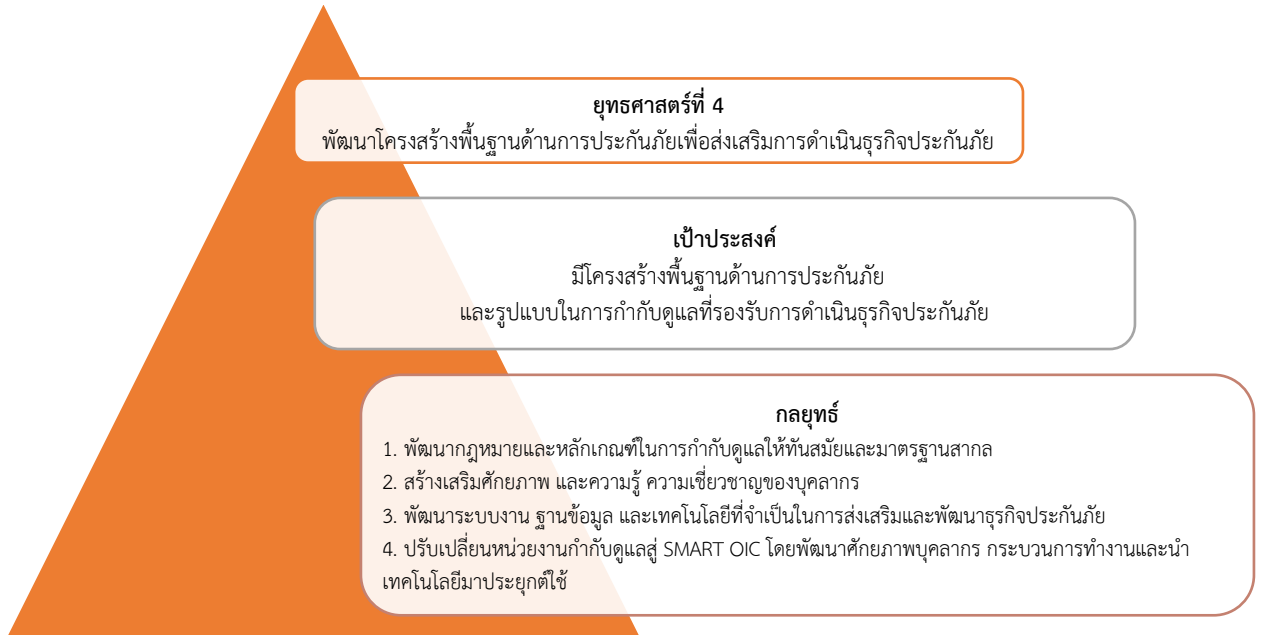 ยุทธศาสตร์ที่ 4
พัฒนาโครงสร้างพื้นฐานด้านการประกันภัยเพื่อส่งเสริมการดำเนินธุรกิจประกันภัย
เป้าประสงค์
มีโครงสร้างพื้นฐานด้านการประกันภัย
และรูปแบบในการกำกับดูแลที่รองรับการดำเนินธุรกิจประกันภัย
กลยุทธ์
1. พัฒนากฎหมายและหลักเกณฑ์ในการกำกับดูแลให้ทันสมัยและมาตรฐานสากล
2. สร้างเสริมศักยภาพ และความรู้ ความเชี่ยวชาญของบุคลากร
3. พัฒนาระบบงาน ฐานข้อมูล และเทคโนโลยีที่จำเป็นในการส่งเสริมและพัฒนาธุรกิจประกันภัย
4. ปรับเปลี่ยนหน่วยงานกำกับดูแลสู่ SMART OIC โดยพัฒนาศักยภาพบุคลากร กระบวนการทำงานและนำ
เทคโนโลยีมาประยุกต์ใช้